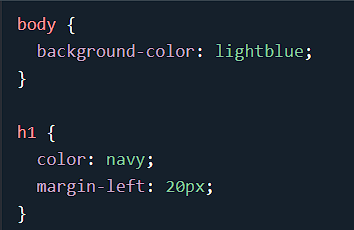 body {
  background-color: lightblue;
}

h1 {
  color: navy;
  margin-left: 20px;
}